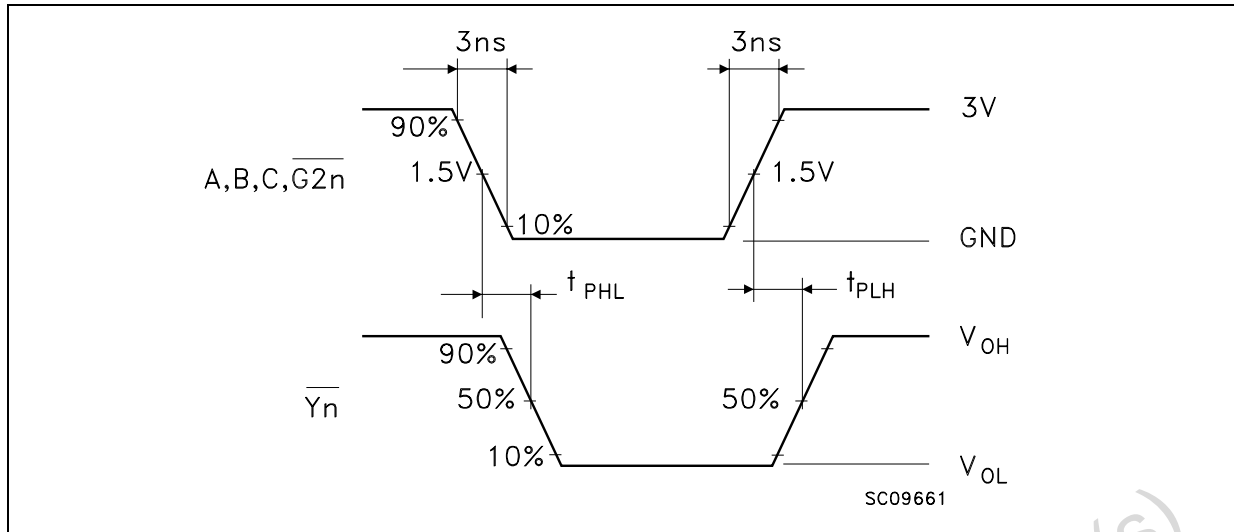 3ns 3ns
90% 3V
A,B,C,G2n 1.5V 1.5V
10% GND
tPHL tPLH
90% VOH
Yn 50% 50%
10% VOL
SC09661
(s)